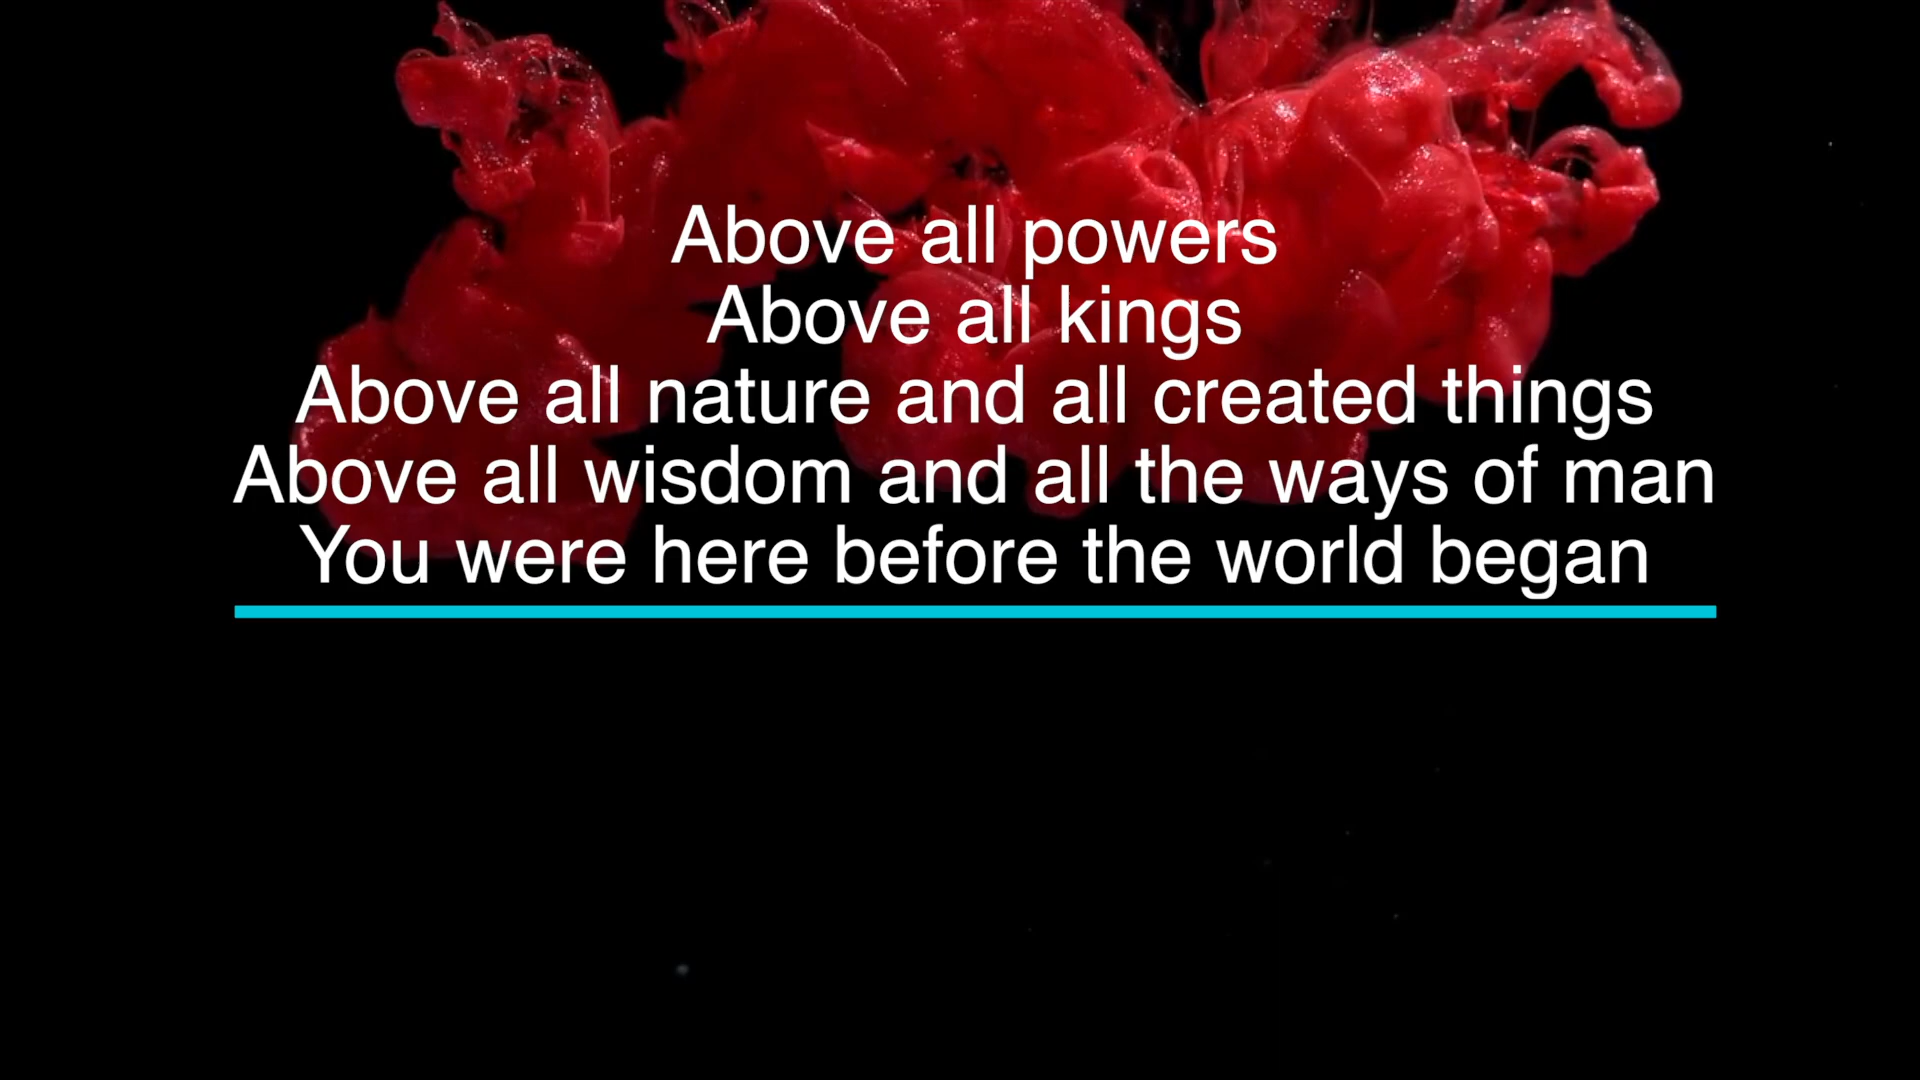 Above all powers
Above all kings
Above all nature and all created things
Above all wisdom and all the ways of man
You were here before the world began